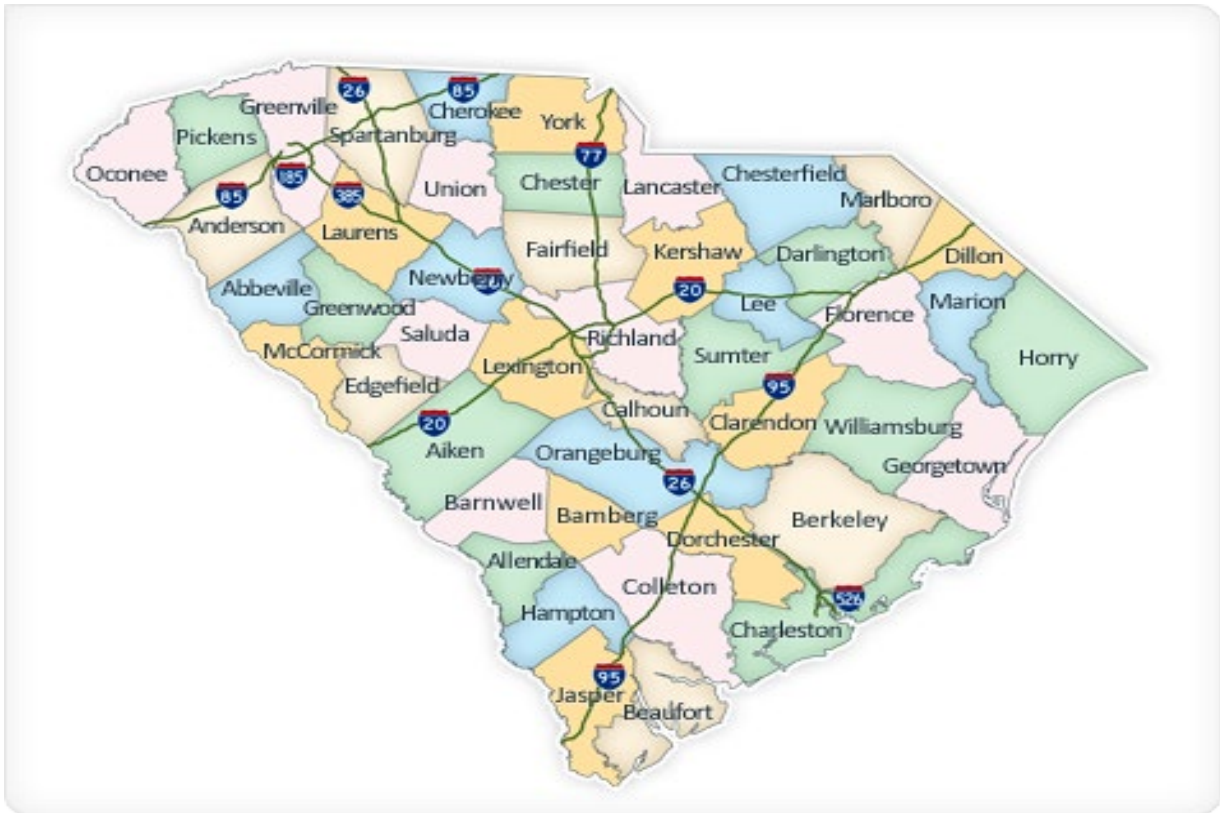 26
85
Greenville
Cherokee
Pickens
Spartanburg
York
77
Oconee
185
85
385
Union
Chester
Lancaster
Chesterfield
Marlboro
Anderson
Laurens
Fairfield
Kershaw
Darlington
Dillon
Abbeville
Newberry
20
Greenwood
Lee
Marion
Florence
Saluda
Richland
McCormick
Lexington
Sumter
Horry
Edgefield
95
20
Calhoun
Clarendon
Williamsburg
Aiken
Orangeburg
Georgetown
26
Barnwell
Bamberg
Berkeley
Dorchester
Allendale
Colleton
526
Hampton
Charleston
95
Jasper
Beaufort